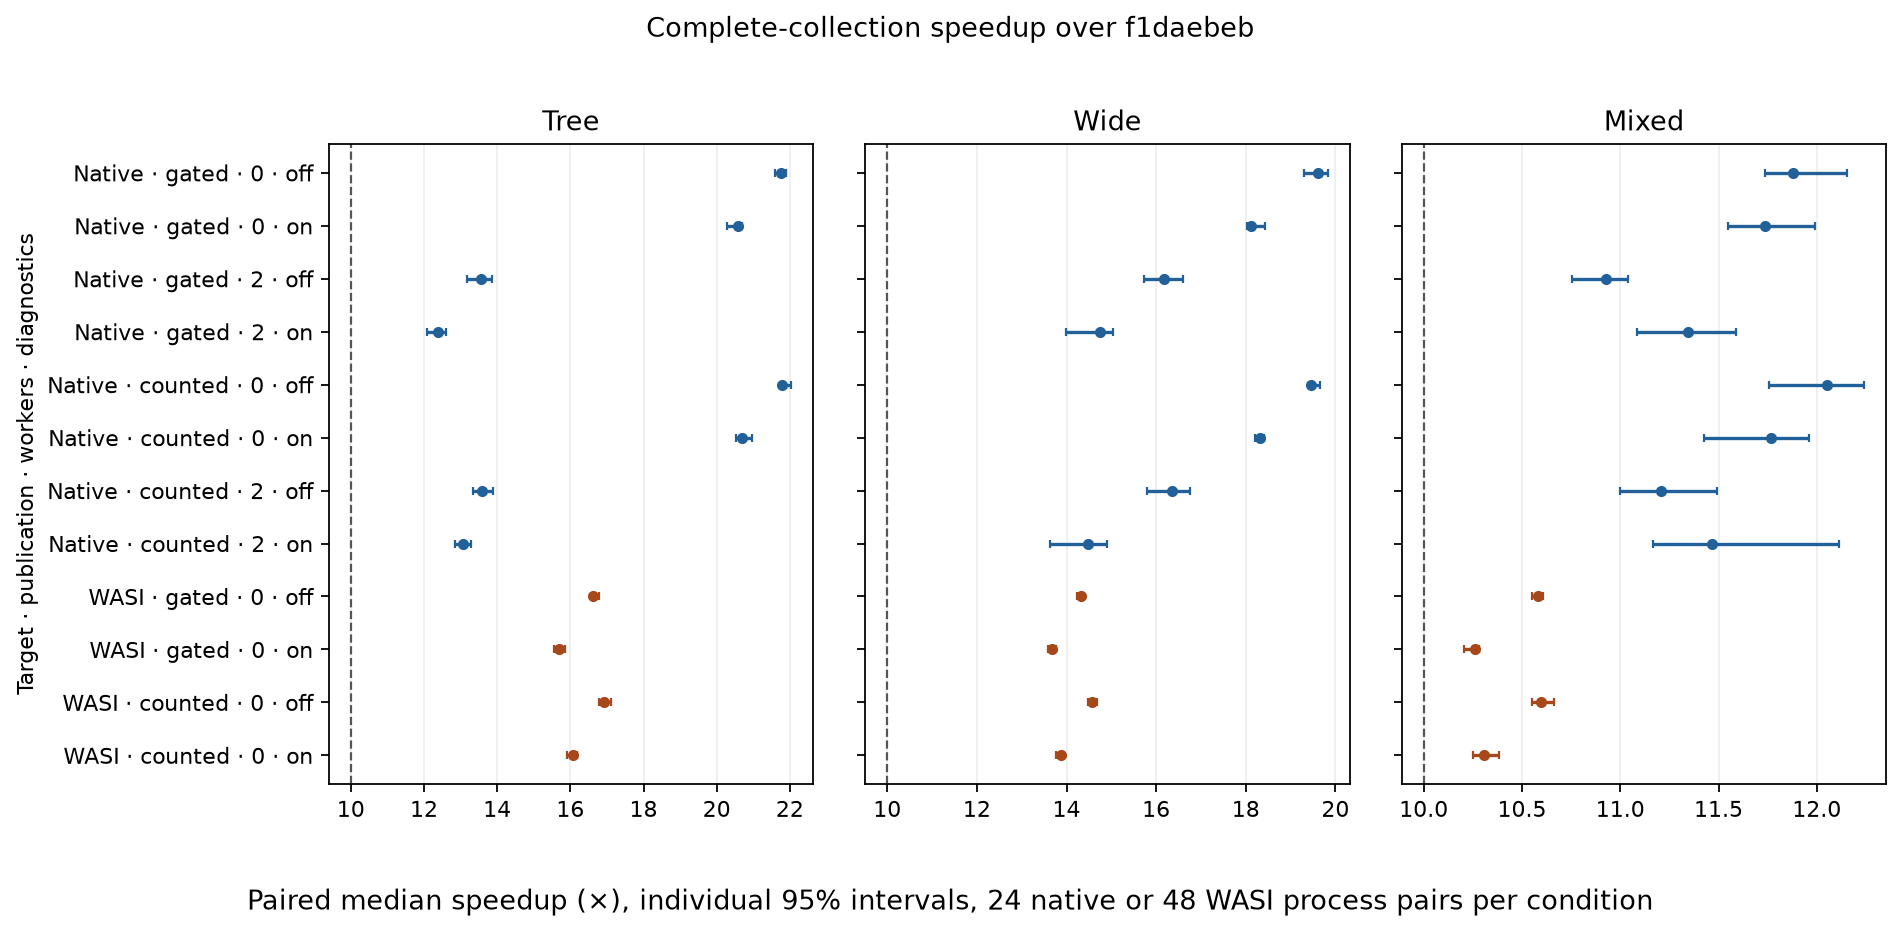 Complete-collection speedup over f1daebeb
Tree
Wide
Mixed
Target · publication · workers · diagnostics
Native · gated · 0 · off
Native · gated · 0 · on
Native · gated · 2 · off
Native · gated · 2 · on
Native · counted · 0 · off
Native · counted · 0 · on
Native · counted · 2 · off
Native · counted · 2 · on
WASI · gated · 0 · off
WASI · gated · 0 · on
WASI · counted · 0 · off
WASI · counted · 0 · on
10 12 14 16 18 20 22
10 12 14 16 18 20
10.0 10.5 11.0 11.5 12.0
Paired median speedup (×), individual 95% intervals, 24 native or 48 WASI process pairs per condition